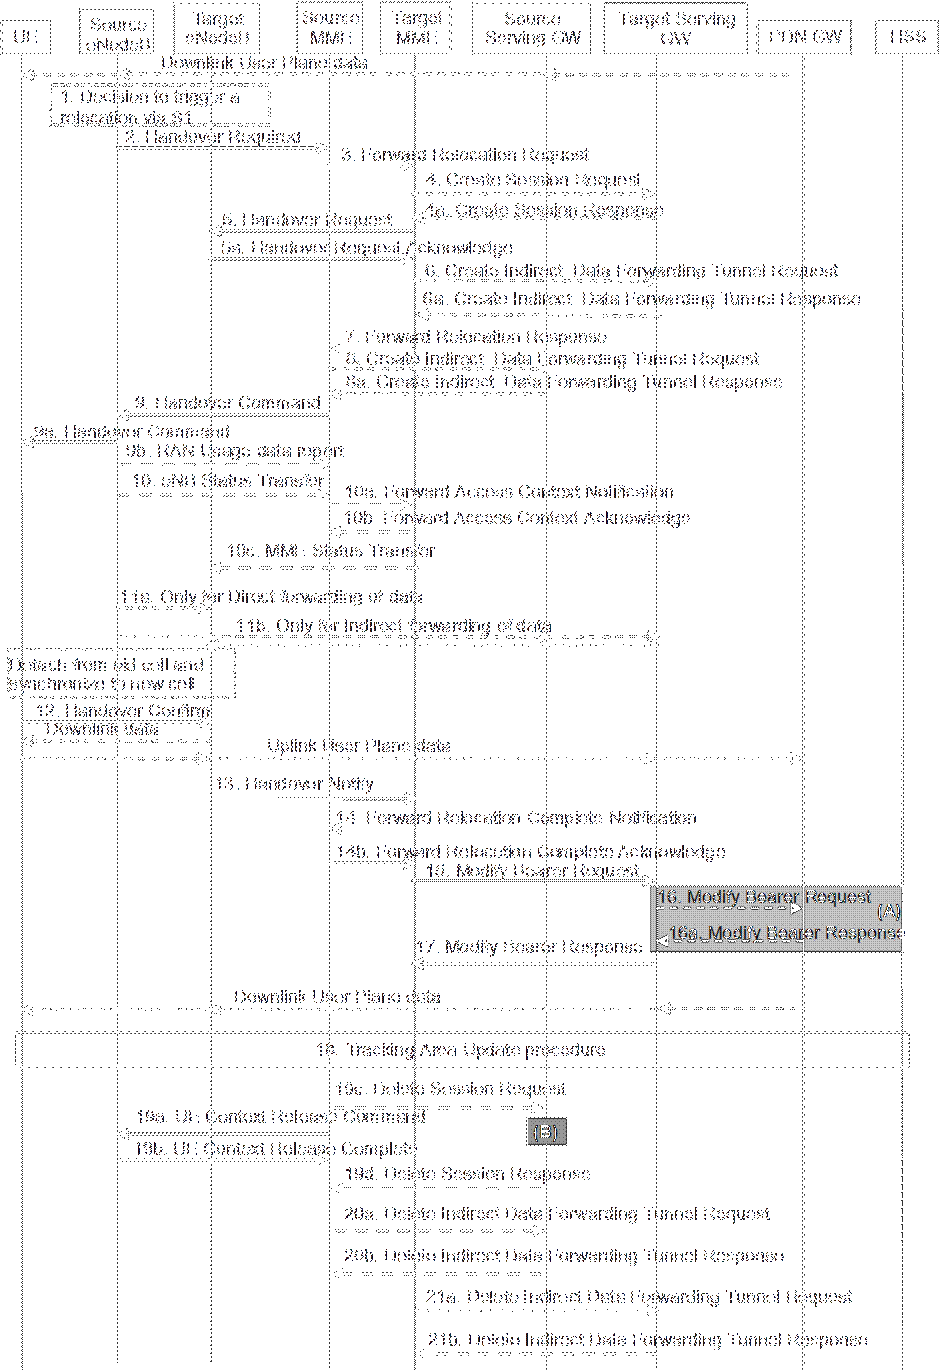 UE
Source
eNodeB
Target
eNodeB
Source
MME
Target
MME
Source
Serving GW
Target Serving
GW
PDN GW
HSS
Downlink User Plane data
1. Decision to trigger a
relocation via S1
2. Handover Required
3. Forward Relocation Request
4. Create Session Request
4a. Create Session Response
5. Handover Request
5a. Handover Request Acknowledge
6. Create Indirect Data Forwarding Tunnel Request
6a. Create Indirect Data Forwarding Tunnel Response
7. Forward Relocation Response
8. Create Indirect Data Forwarding Tunnel Request
8a. Create Indirect Data Forwarding Tunnel Response
9. Handover Command
9a. Handover Command
9b. RAN Usage data report
10. eNB Status Transfer
10a. Forward Access Context Notification
10b. Forward Access Context Acknowledge
10c. MME Status Transfer
11a. Only for Direct forwarding of data
11b. Only for Indirect forwarding of data
Detach from old cell and
synchronize to new cell
12. Handover Confirm
Downlink data
Uplink User Plane data
13. Handover Notify
14. Forward Relocation Complete Notification
14b. Forward Relocation Complete Acknowledge
15. Modify Bearer Request
16. Modify Bearer Request
(A)
16a. Modify Bearer Response
17. Modify Bearer Response
Downlink User Plane data
18. Tracking Area Update procedure
19c. Delete Session Request
19a. UE Context Release Command
(B)
19b. UE Context Release Complete
19d. Delete Session Response
20a. Delete Indirect Data Forwarding Tunnel Request
20b. Delete Indirect Data Forwarding Tunnel Response
21a. Delete Indirect Data Forwarding Tunnel Request
21b. Delete Indirect Data Forwarding Tunnel Response